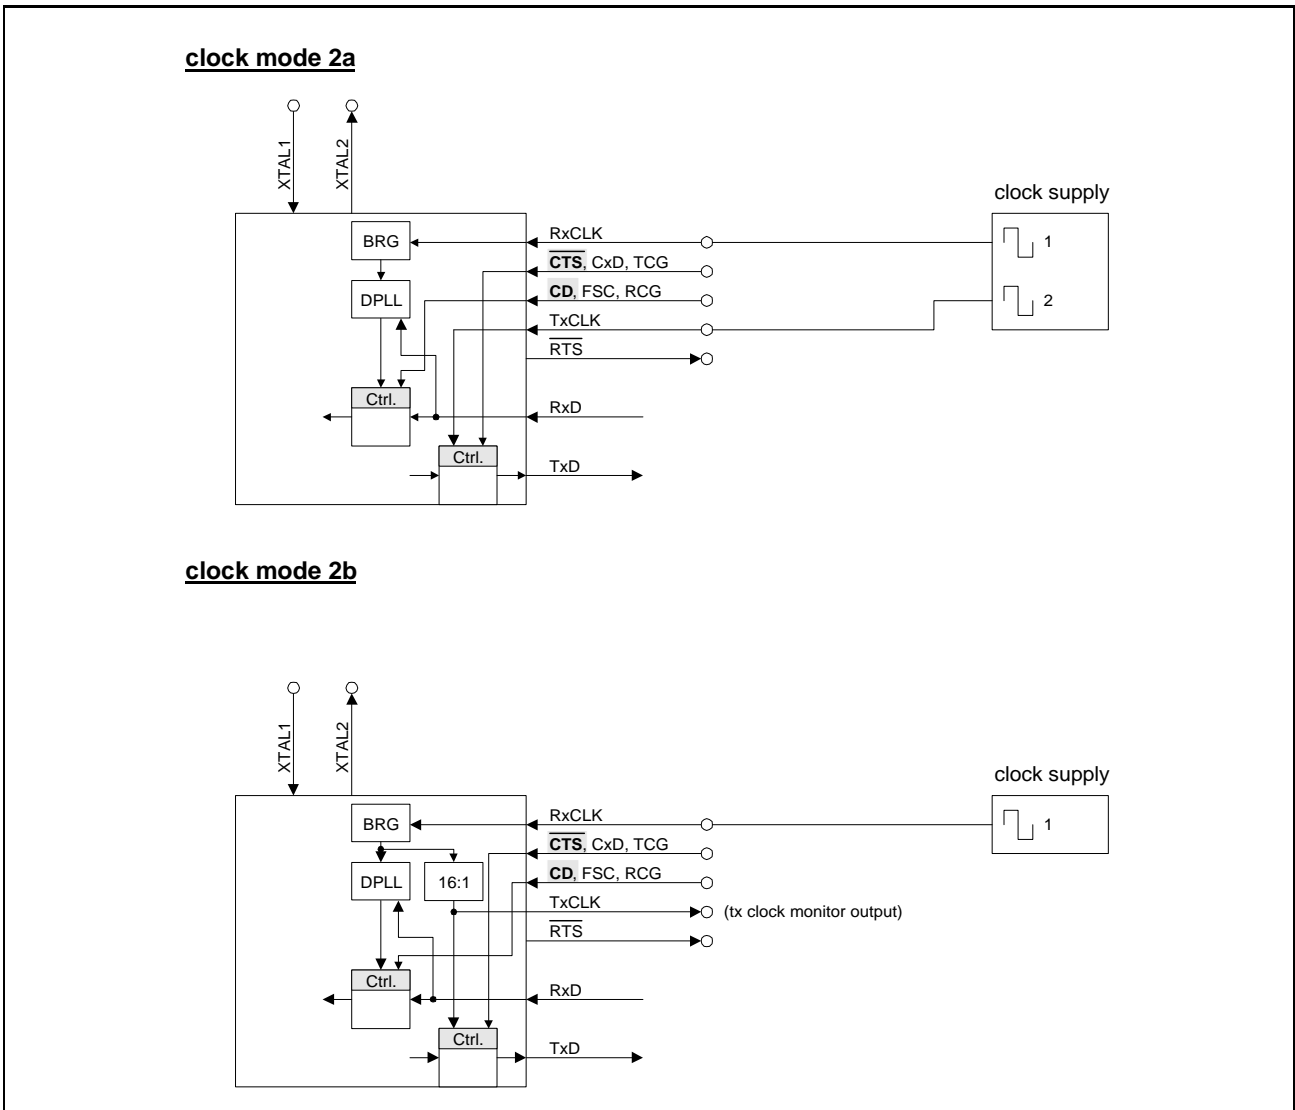 clock mode 2a
XTAL1
XTAL2
clock supply
BRG
RxCLK
1
CTS, CxD, TCG
DPLL
CD, FSC, RCG
2
TxCLK
RTS
Ctrl.
RxD
Ctrl.
TxD
clock mode 2b
XTAL1
XTAL2
clock supply
BRG
RxCLK
1
CTS, CxD, TCG
DPLL
16:1
CD, FSC, RCG
TxCLK
(tx clock monitor output)
RTS
Ctrl.
RxD
Ctrl.
TxD